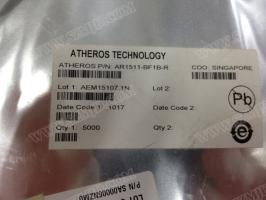 ATHEROS TECHNOLOGY
ATHEROS P/N: AR1511-BF1B-R COO: SINGAPORE
Lot 1: AEM15107.1N Lot 2:
Date Code 1: 1017 Date Code 2:
Qty 1: 5000 Qty 2:
Pb
e